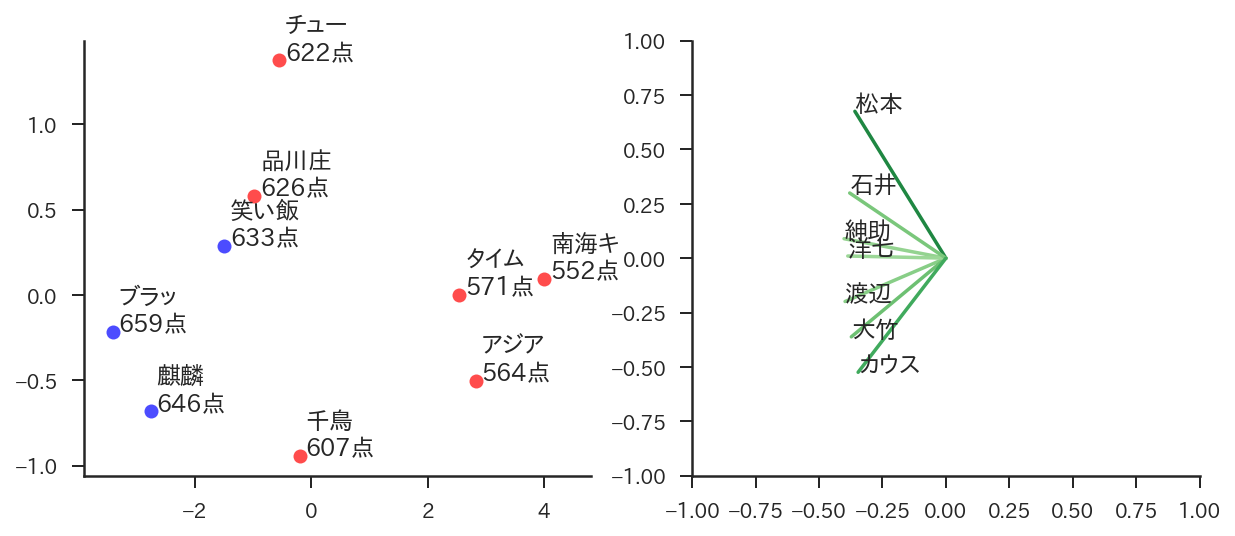 チュー
622点
品川庄
626点
笑い飯
633点
南海キ
552点
タイム
571点
ブラッ
659点
アジア
564点
麒麟
646点
千鳥
607点
1.0
0.5
0.0
−0.5
−1.0
−2
0
2
4
1.00
0.75
0.50
0.25
0.00
−0.25
−0.50
−0.75
−1.00
松本
石井
紳助
洋七
渡辺
大竹
カウス
−1.00 −0.75 −0.50 −0.25 0.00 0.25 0.50 0.75 1.00